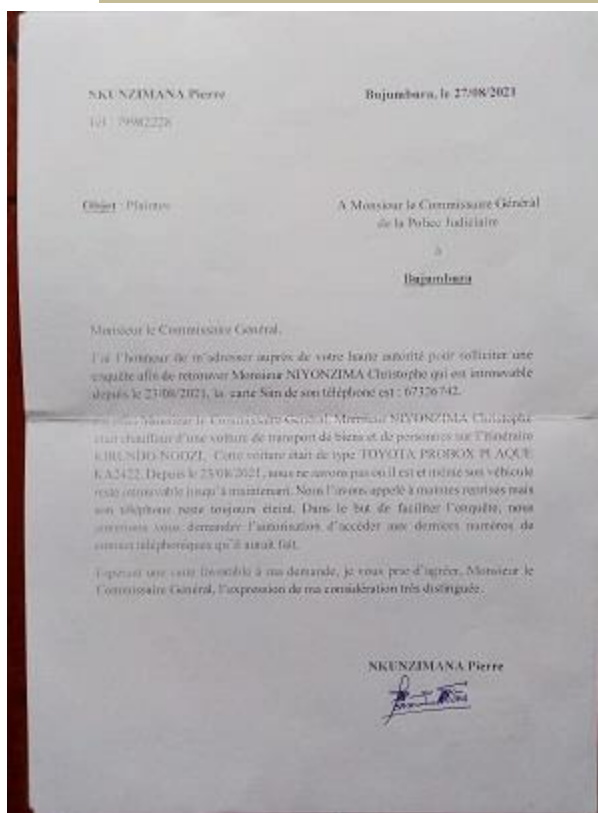 NKUNZIMANA Pierre
Bujumbura, le 27/08/2021
Tél : 79982228
Objet : Plaintes
A Monsieur le Commissaire Général
de la Police Judiciaire
à
Bujumbura
Monsieur le Commissaire Général,
J'ai l'honneur de m'adresser auprès de votre haute autorité pour solliciter une
enquête afin de retrouver Monsieur NIYONZIMA Christophe qui est introuvable
depuis le 23/08/2021, la carte Sim de son téléphone est : 67326742.
Monsieur le Commissaire Général, Monsieur NIYONZIMA Christophe
était chauffeur d'une voiture de transport de biens et de personnes sur l'itinéraire
KIRUNDO-NGOZI. Cette voiture était de type TOYOTA PROBOX PLAQUE
KA2422. Depuis le 23/08/2021, nous ne savons pas où il est et même son véhicule
reste introuvable jusqu'à maintenant. Nous l'avons appelé à maintes reprises mais
son téléphone reste toujours éteint. Dans le but de faciliter l'enquête, nous
vous demander l'autorisation d'accéder aux derniers numéros de
contact téléphoniques qu'il aurait fait.
Espérant une suite favorable à ma demande, je vous prie d'agréer, Monsieur le
Commissaire Général, l'expression de ma considération très distinguée.
NKUNZIMANA Pierre